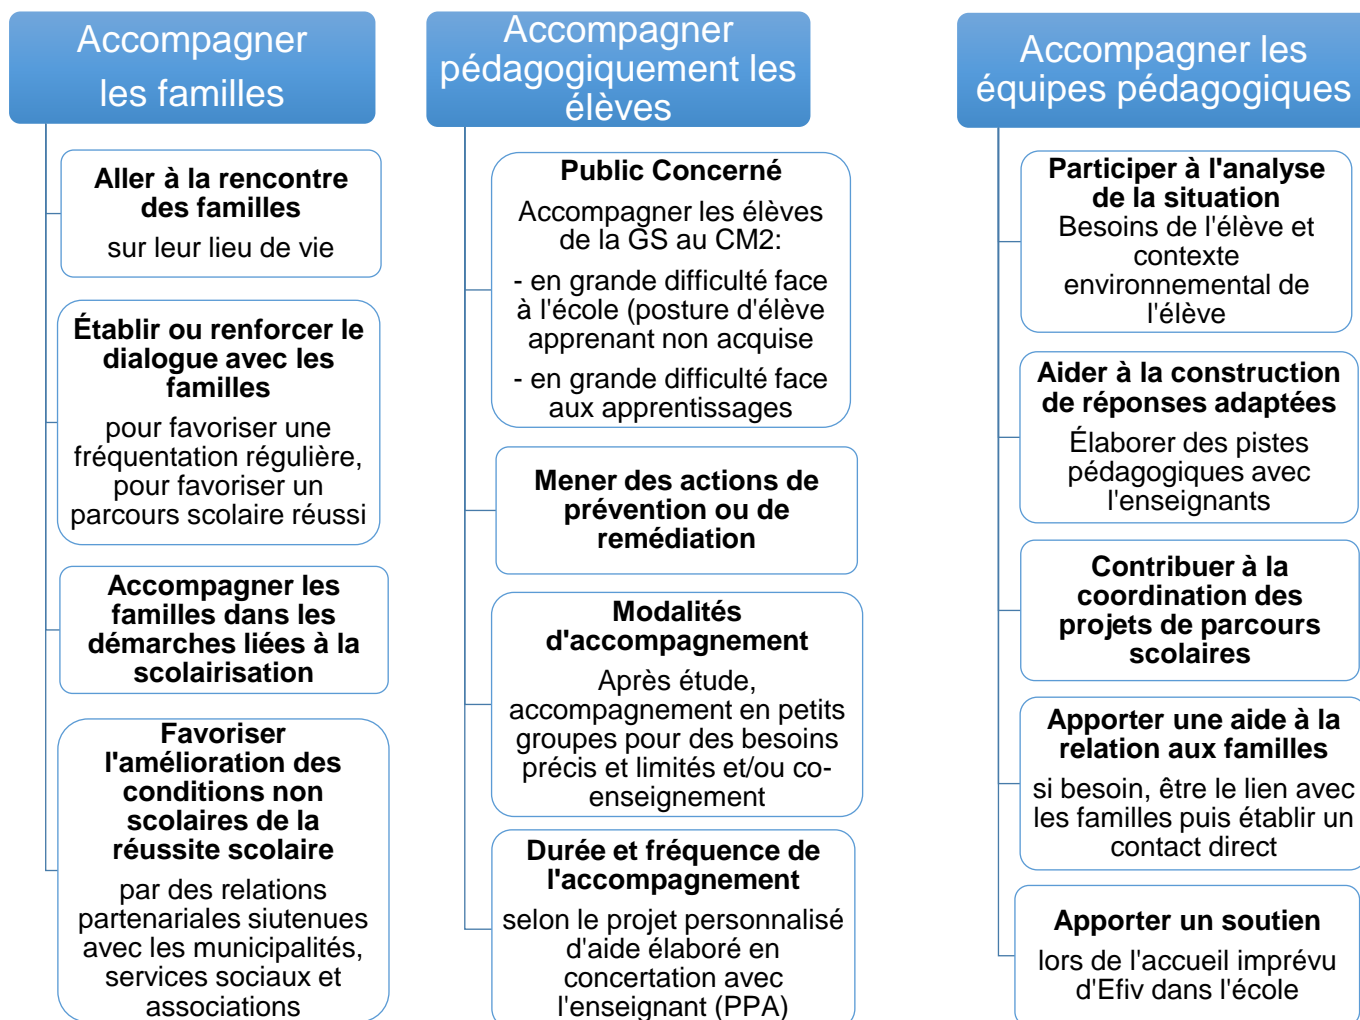 Accompagner
les familles
Aller à la rencontre
des familles
sur leur lieu de vie
Établir ou renforcer le
dialogue avec les
familles
pour favoriser une
fréquentation régulière,
pour favoriser un
parcours scolaire réussi
Accompagner les
familles dans les
démarches liées à la
scolairisation
Favoriser
l'amélioration des
conditions non
scolaires de la
réussite scolaire
par des relations
partenariales siutenues
avec les municipalités,
services sociaux et
associations
Accompagner
pédagogiquement les
élèves
Public Concerné
Accompagner les élèves
de la GS au CM2:
- en grande difficulté face
à l'école (posture d'élève
apprenant non acquise
- en grande difficulté face
aux apprentissages
Mener des actions de
prévention ou de
remédiation
Modalités
d'accompagnement
Après étude,
accompagnement en petits
groupes pour des besoins
précis et limités et/ou co-
enseignement
Durée et fréquence de
l'accompagnement
selon le projet personnalisé
d'aide élaboré en
concertation avec
l'enseignant (PPA)
Accompagner les
équipes pédagogiques
Participer à l'analyse
de la situation
Besoins de l'élève et
contexte
environnemental de
l'élève
Aider à la construction
de réponses adaptées
Élaborer des pistes
pédagogiques avec
l'enseignants
Contribuer à la
coordination des
projets de parcours
scolaires
Apporter une aide à la
relation aux familles
si besoin, être le lien avec
les familles puis établir un
contact direct
Apporter un soutien
lors de l'accueil imprévu
d'Efiv dans l'école